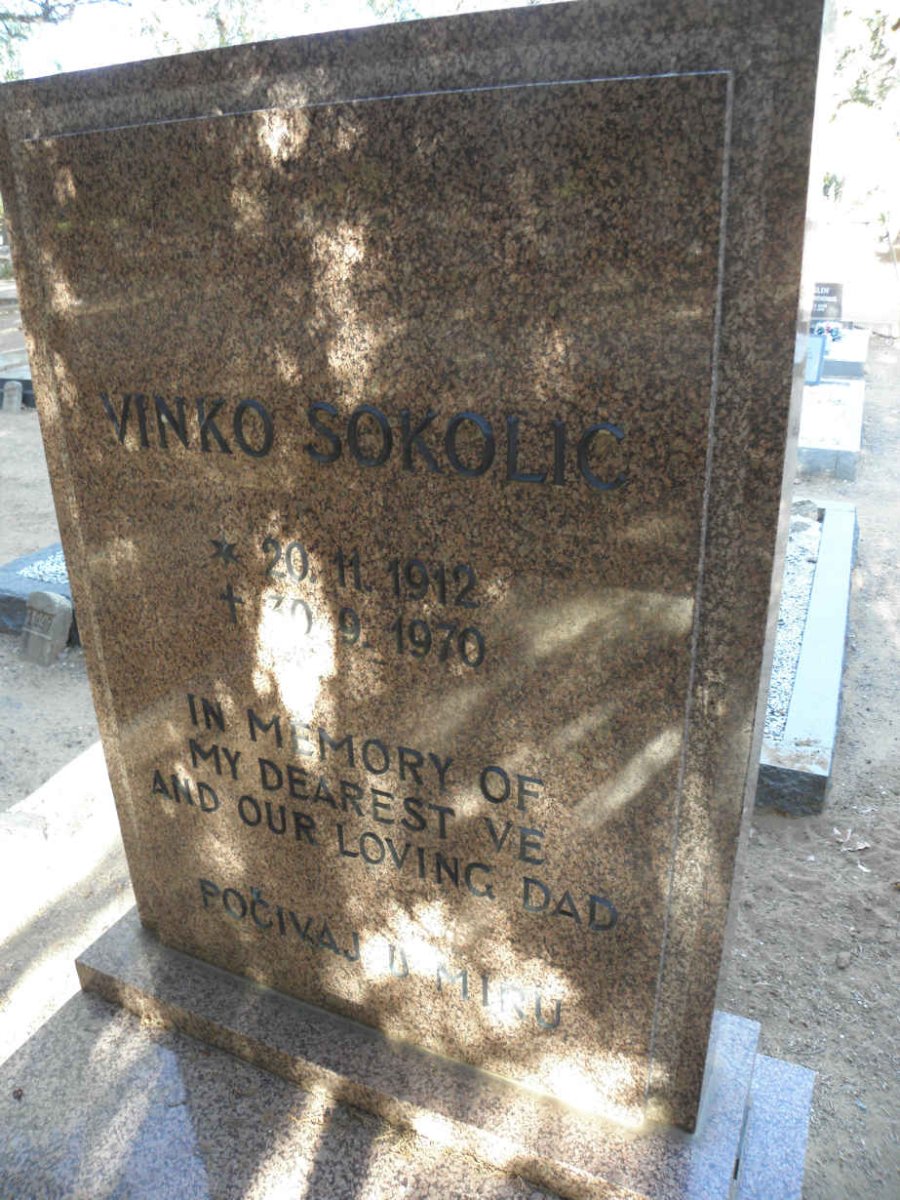 VINKO SOKOLIC
* 20. 11. 1912
† 30. 9. 1970
IN MEMORY OF
MY DEAREST VE
AND OUR LOVING DAD
POČIVAJ U MIRU